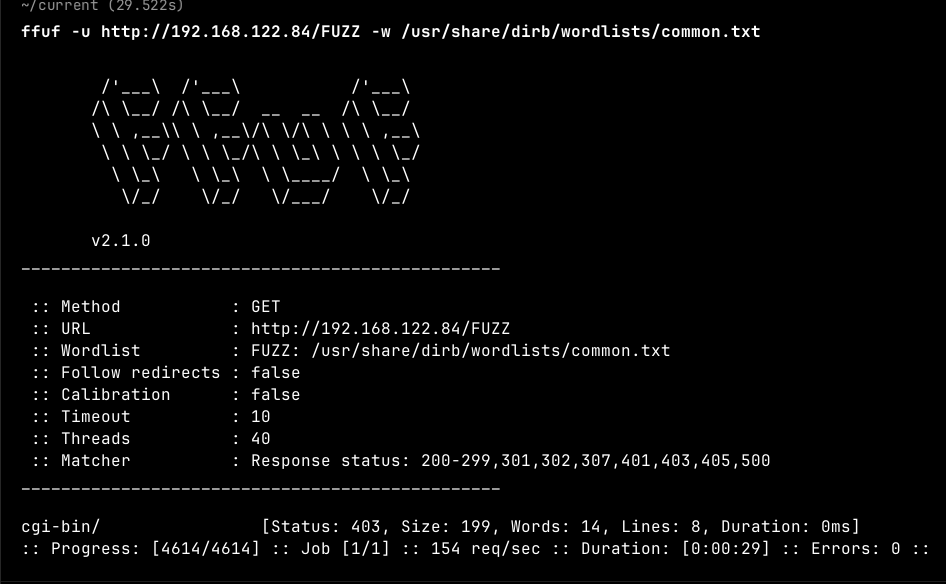 ~/current (29.522s)
ffuf -u http://192.168.122.84/FUZZ -w /usr/share/dirb/wordlists/common.txt
        /'___\  /'___\           /'___\
       /\ \__/ /\ \__/  __  __  /\ \__/
       \ \ ,__\\ \ ,__\/\ \/\ \ \ \ ,__\
        \ \ \_/ \ \ \_/\ \ \_\ \ \ \ \_/
         \ \_\   \ \_\  \ \____/  \ \_\
          \/_/    \/_/   \/___/    \/_/
       v2.1.0
________________________________________________
 :: Method           : GET
 :: URL              : http://192.168.122.84/FUZZ
 :: Wordlist         : FUZZ: /usr/share/dirb/wordlists/common.txt
 :: Follow redirects : false
 :: Calibration      : false
 :: Timeout          : 10
 :: Threads          : 40
 :: Matcher          : Response status: 200-299,301,302,307,401,403,405,500
________________________________________________
cgi-bin/                [Status: 403, Size: 199, Words: 14, Lines: 8, Duration: 0ms]
:: Progress: [4614/4614] :: Job [1/1] :: 154 req/sec :: Duration: [0:00:29] :: Errors: 0 ::